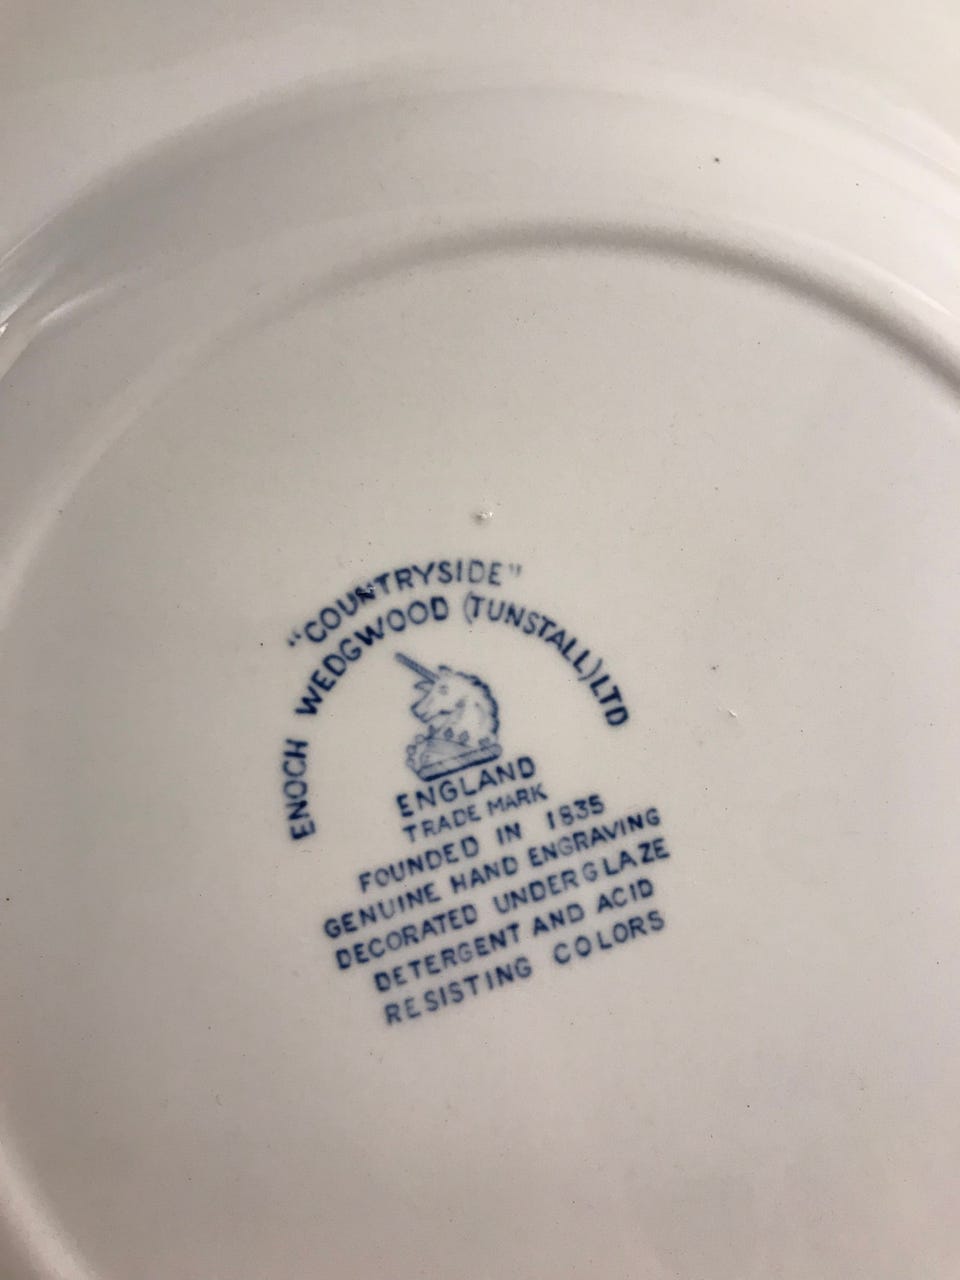 "COUNTRYSIDE"
ENOCH WEDGWOOD (TUNSTALL) LTD
ENGLAND
TRADE MARK
FOUNDED IN 1835
GENUINE HAND ENGRAVING
DECORATED UNDERGLAZE
DETERGENT AND ACID
RESISTING COLORS